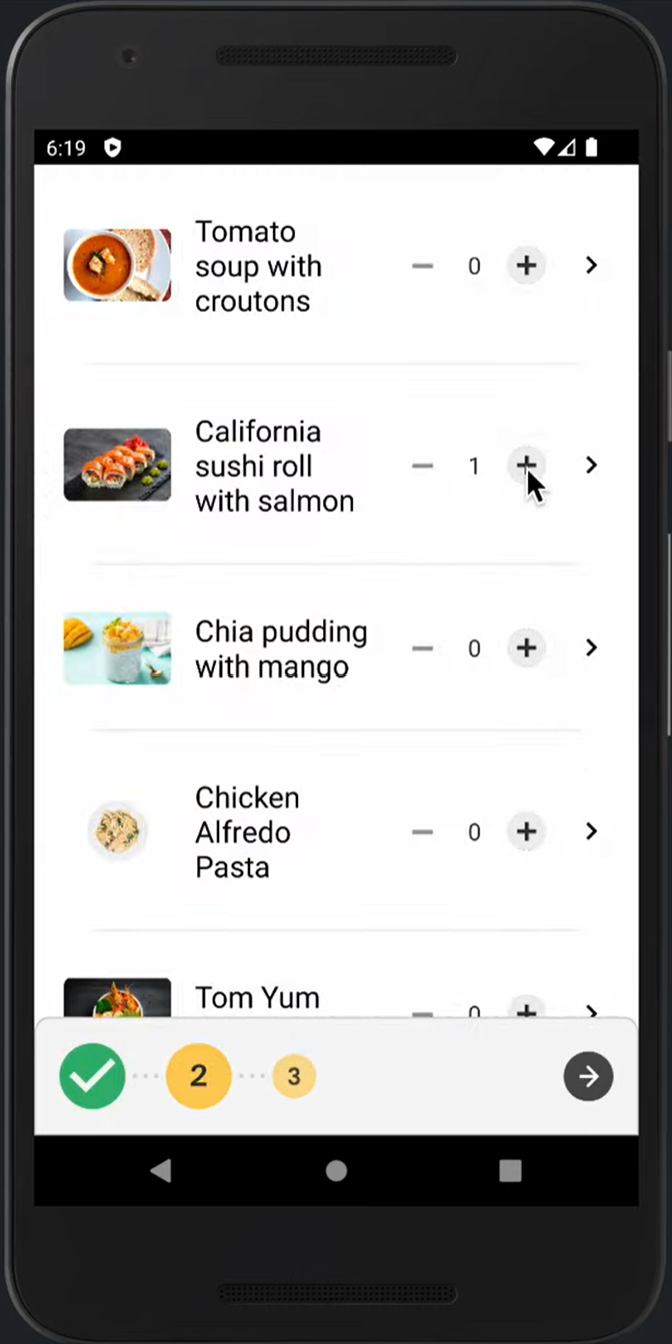 6:19
Tomato
soup with
croutons
0
California
sushi roll
with salmon
1
Chia pudding
with mango
0
Chicken
Alfredo
Pasta
0
Tom Yum
0
2
3